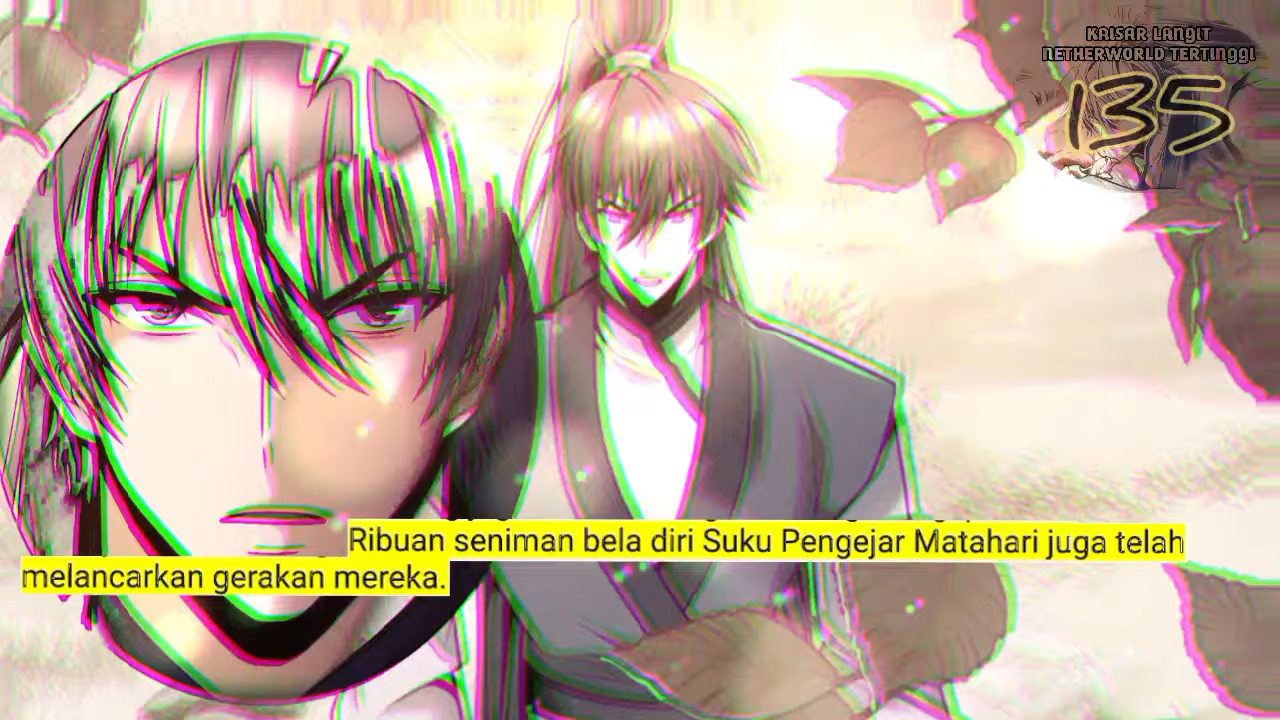 KAISAR LANGIT
NETHERWORLD TERTINGGI
135
Ribuan seniman bela diri Suku Pengejar Matahari juga telah
melancarkan gerakan mereka.